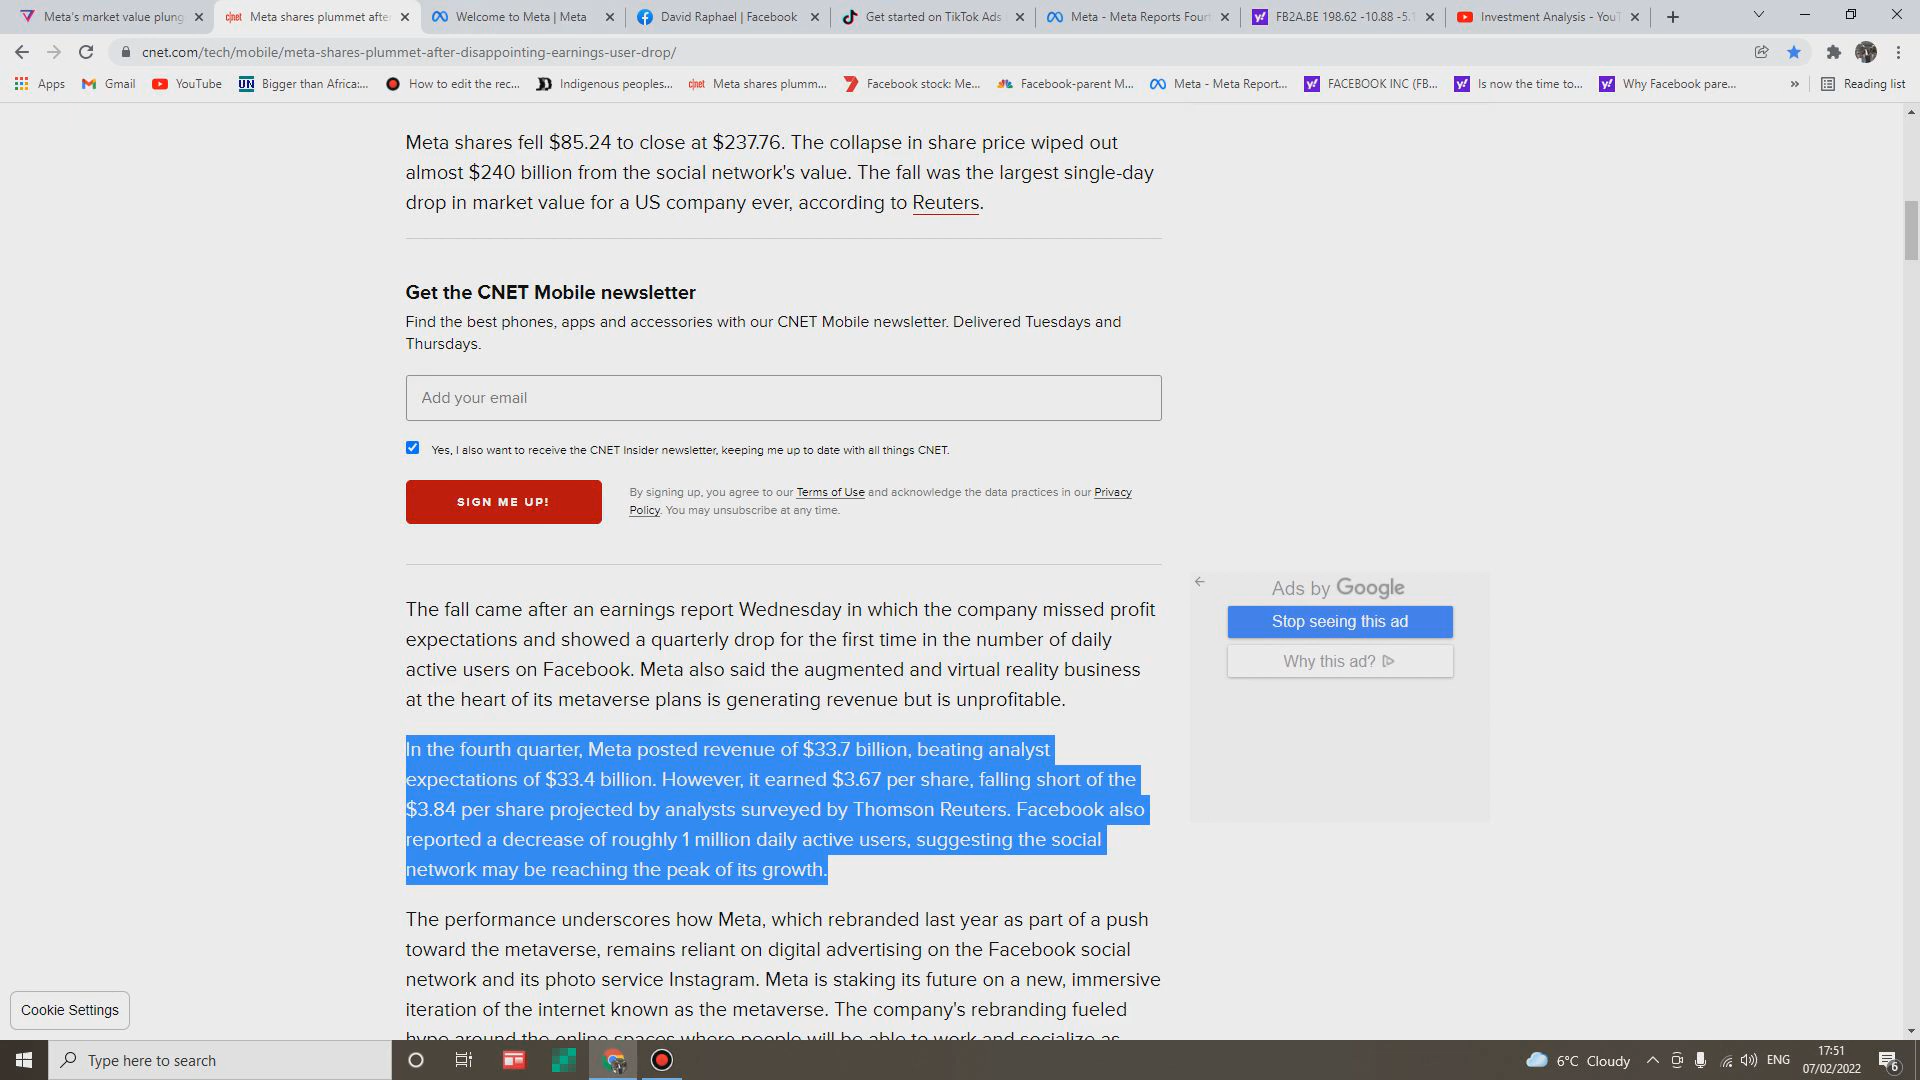 Meta's market value plung
Meta shares plummet after
Welcome to Meta | Meta
David Raphael | Facebook
Get started on TikTok Ads
Meta - Meta Reports Fourt
FB2A.BE 198.62 -10.88 -5.1
Investment Analysis - YouT
cnet.com/tech/mobile/meta-shares-plummet-after-disappointing-earnings-user-drop/
Apps
Gmail
YouTube
Bigger than Africa:...
How to edit the rec...
Indigenous peoples...
Meta shares plumm...
Facebook stock: Me...
Facebook-parent M...
Meta - Meta Report...
FACEBOOK INC (FB...
Is now the time to...
Why Facebook pare...
»
Reading list
Meta shares fell $85.24 to close at $237.76. The collapse in share price wiped out
almost $240 billion from the social network's value. The fall was the largest single-day
drop in market value for a US company ever, according to Reuters.
Get the CNET Mobile newsletter
Find the best phones, apps and accessories with our CNET Mobile newsletter. Delivered Tuesdays and
Thursdays.
Add your email
Yes, I also want to receive the CNET Insider newsletter, keeping me up to date with all things CNET.
SIGN ME UP!
By signing up, you agree to our Terms of Use and acknowledge the data practices in our Privacy
Policy. You may unsubscribe at any time.
The fall came after an earnings report Wednesday in which the company missed profit
expectations and showed a quarterly drop for the first time in the number of daily
active users on Facebook. Meta also said the augmented and virtual reality business
at the heart of its metaverse plans is generating revenue but is unprofitable.
Ads by Google
Stop seeing this ad
Why this ad?
In the fourth quarter, Meta posted revenue of $33.7 billion, beating analyst
expectations of $33.4 billion. However, it earned $3.67 per share, falling short of the
$3.84 per share projected by analysts surveyed by Thomson Reuters. Facebook also
reported a decrease of roughly 1 million daily active users, suggesting the social
network may be reaching the peak of its growth.
The performance underscores how Meta, which rebranded last year as part of a push
toward the metaverse, remains reliant on digital advertising on the Facebook social
network and its photo service Instagram. Meta is staking its future on a new, immersive
iteration of the internet known as the metaverse. The company's rebranding fueled
hype around the online spaces where people will be able to work and socialize as
Cookie Settings
Type here to search
6°C Cloudy
ENG
17:51
07/02/2022
6